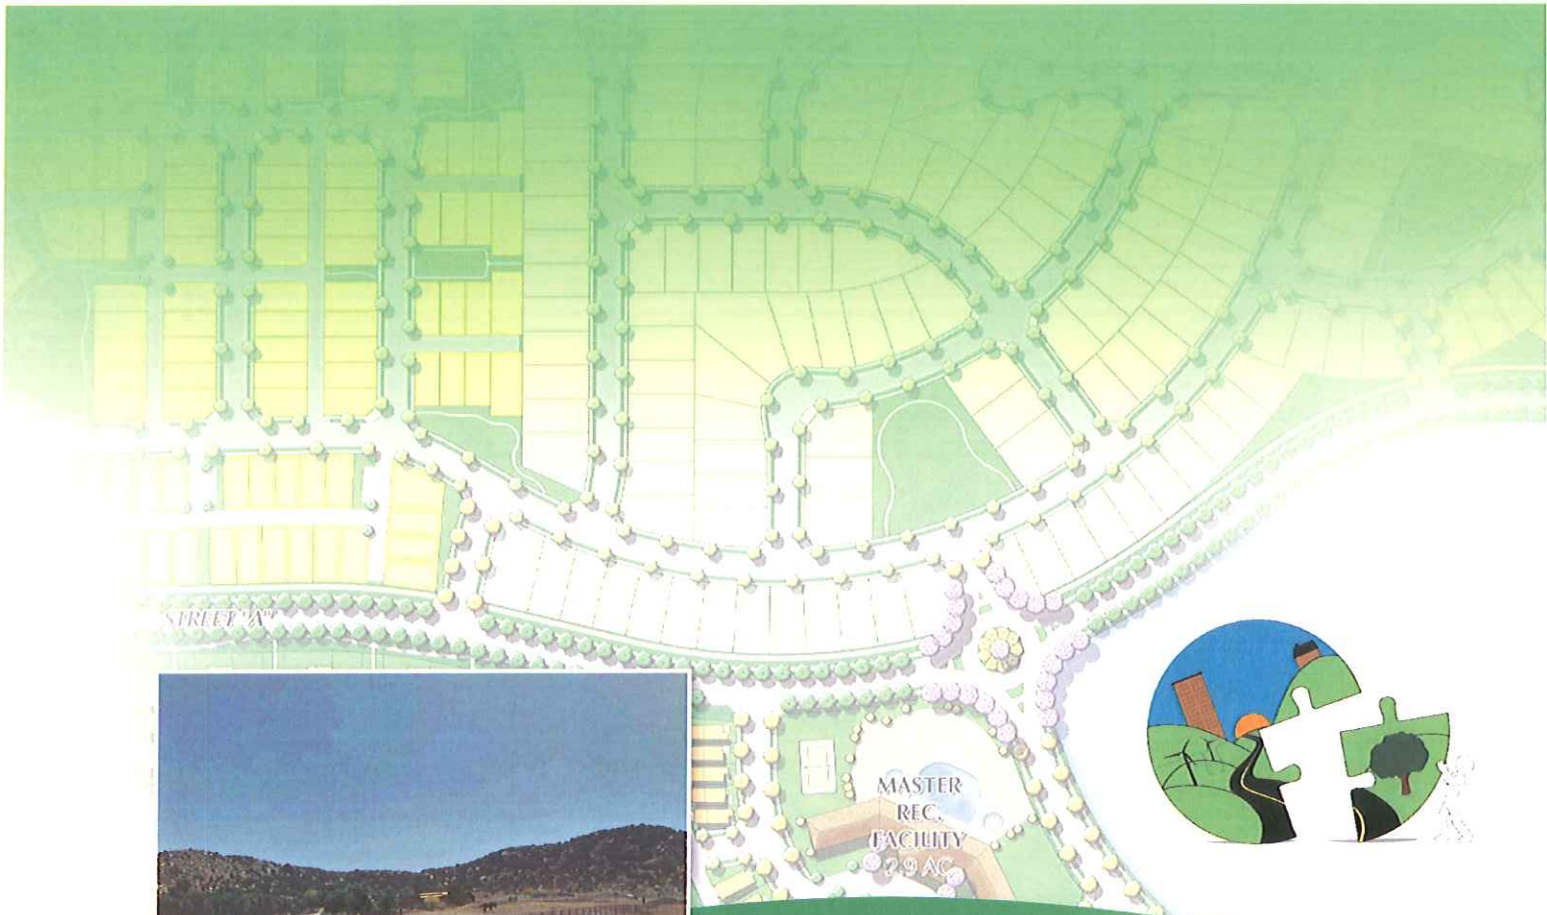 STREET "A"
MASTER
REC.
FACILITY
2.9 AC